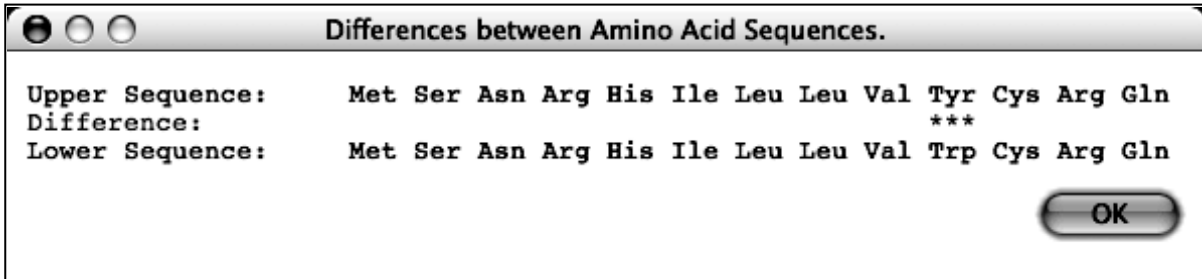 Differences between Amino Acid Sequences.
Upper Sequence: Met Ser Asn Arg His Ile Leu Leu Val Tyr Cys Arg Gln
Difference: ***
Lower Sequence: Met Ser Asn Arg His Ile Leu Leu Val Trp Cys Arg Gln
OK